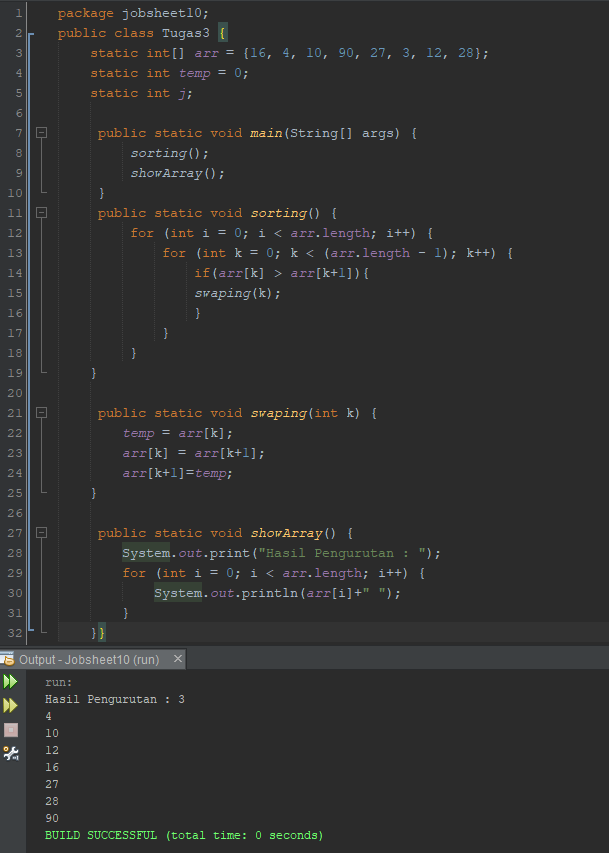 1 package jobsheet10;
2 public class Tugas3 {
3 static int[] arr = {16, 4, 10, 90, 27, 3, 12, 28};
4 static int temp = 0;
5 static int j;
6
7 public static void main(String[] args) {
8 sorting();
9 showArray();
10 }
11 public static void sorting() {
12 for (int i = 0; i < arr.length; i++) {
13 for (int k = 0; k < (arr.length - 1); k++) {
14 if(arr[k] > arr[k+1]){
15 swaping(k);
16 }
17 }
18 }
19 }
20
21 public static void swaping(int k) {
22 temp = arr[k];
23 arr[k] = arr[k+1];
24 arr[k+1]=temp;
25 }
26
27 public static void showArray() {
28 System.out.print("Hasil Pengurutan : ");
29 for (int i = 0; i < arr.length; i++) {
30 System.out.println(arr[i]+" ");
31 }
32 }}
Output - Jobsheet10 (run) ×
run:
Hasil Pengurutan : 3
4
10
12
16
27
28
90
BUILD SUCCESSFUL (total time: 0 seconds)